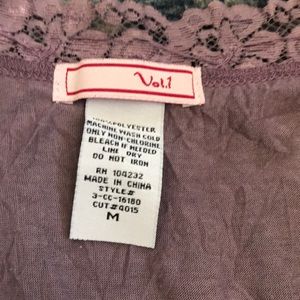 Vol.1
POLYESTER
MACHINE WASH COLD
ONLY NON-CHLORINE
BLEACH IF NEEDED
LINE DRY
DO NOT IRON
RN 104232
MADE IN CHINA
STYLE#
3-CC-16180
CUT#4015
M